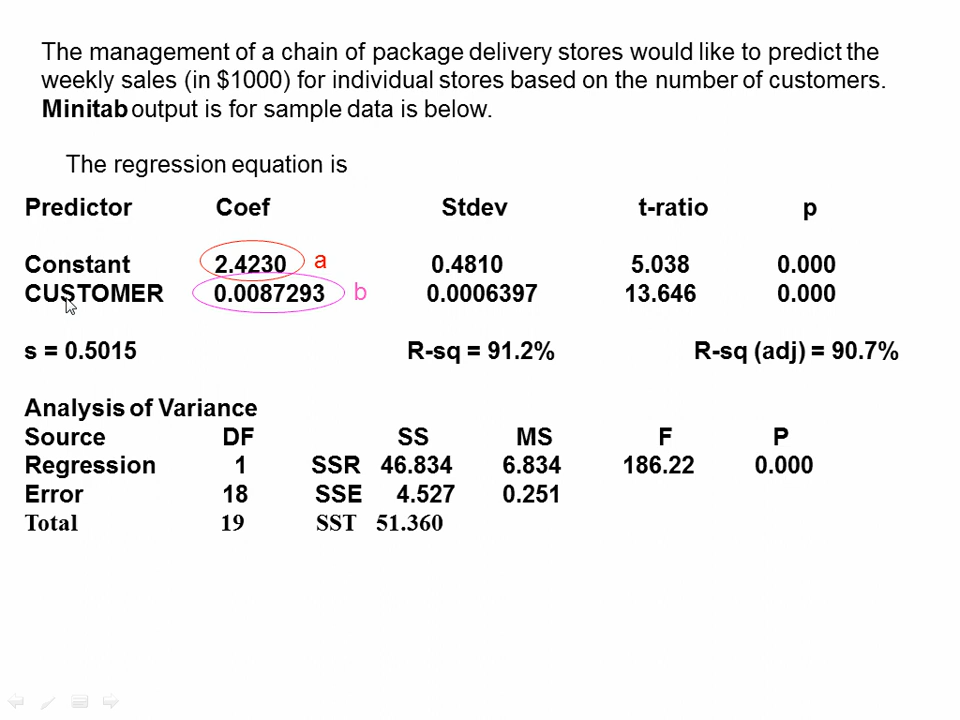 The management of a chain of package delivery stores would like to predict the
weekly sales (in $1000) for individual stores based on the number of customers.
Minitab output is for sample data is below.
The regression equation is
Predictor Coef Stdev t-ratio p
Constant 2.4230 a 0.4810 5.038 0.000
CUSTOMER 0.0087293 b 0.0006397 13.646 0.000
s = 0.5015 R-sq = 91.2% R-sq (adj) = 90.7%
Analysis of Variance
Source DF SS MS F P
Regression 1 SSR 46.834 6.834 186.22 0.000
Error 18 SSE 4.527 0.251
Total 19 SST 51.360